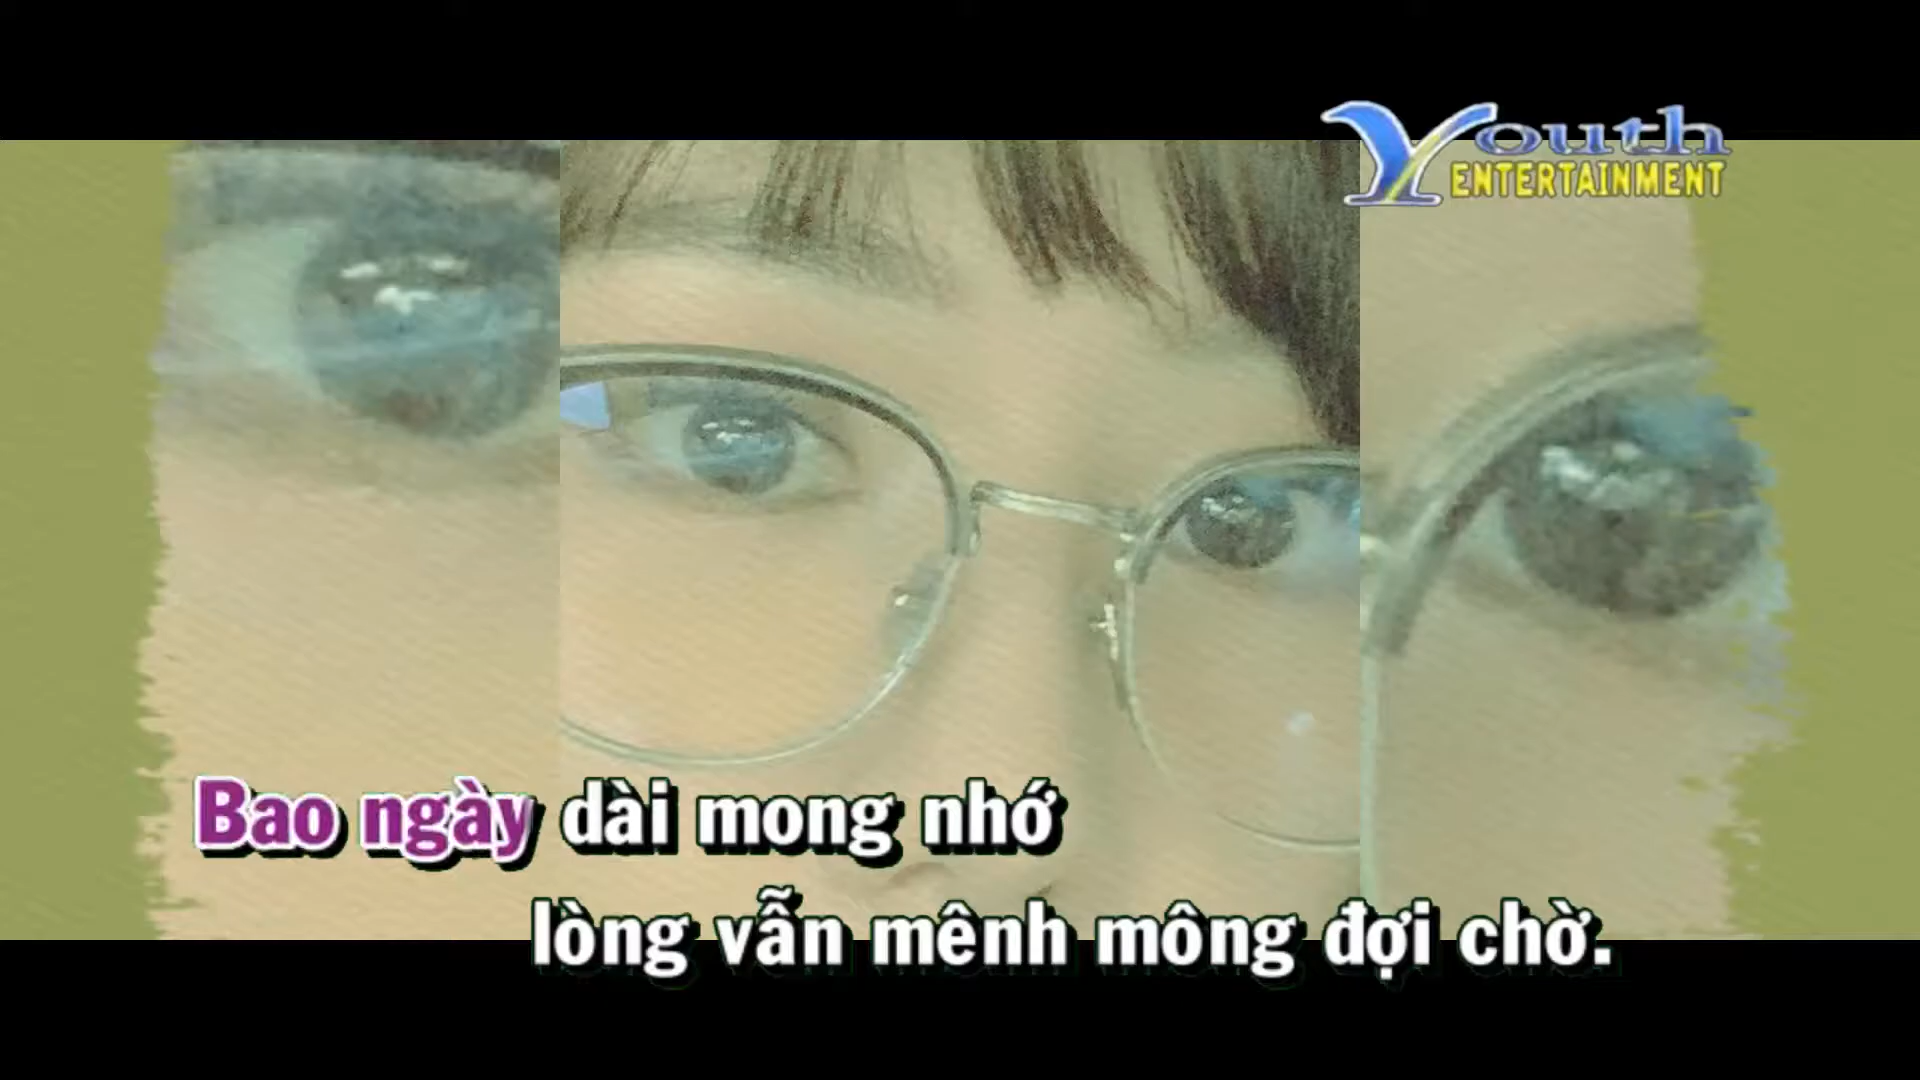 Youth
ENTERTAINMENT
Bao ngày dài mong nhớ
lòng vẫn mênh mông đợi chờ.